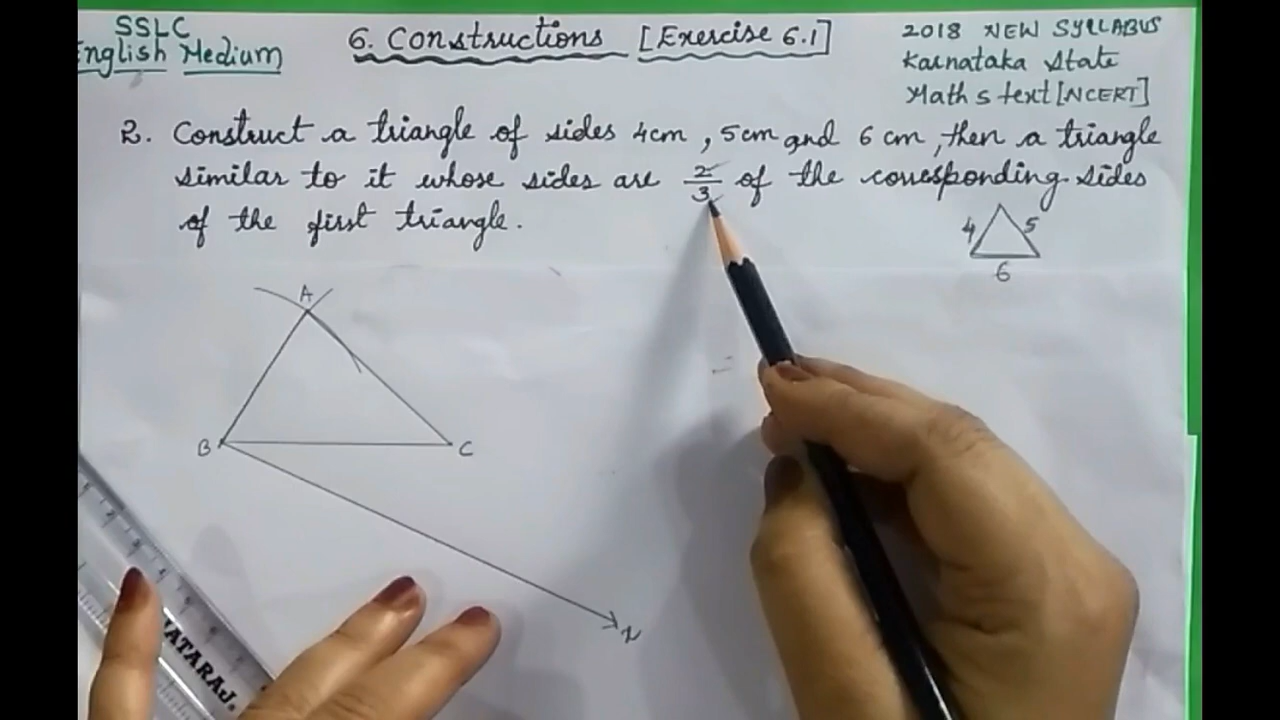 SSLC
English Medium
6. Constructions [Exercise 6.1]
2018 NEW SYLLABUS
Karnataka State
Maths text [NCERT]
2. Construct a triangle of sides 4cm, 5cm and 6 cm, then a triangle
similar to it whose sides are 2/3 of the corresponding sides
of the first triangle.
4 5
6
A
B C
X
NATARAJ